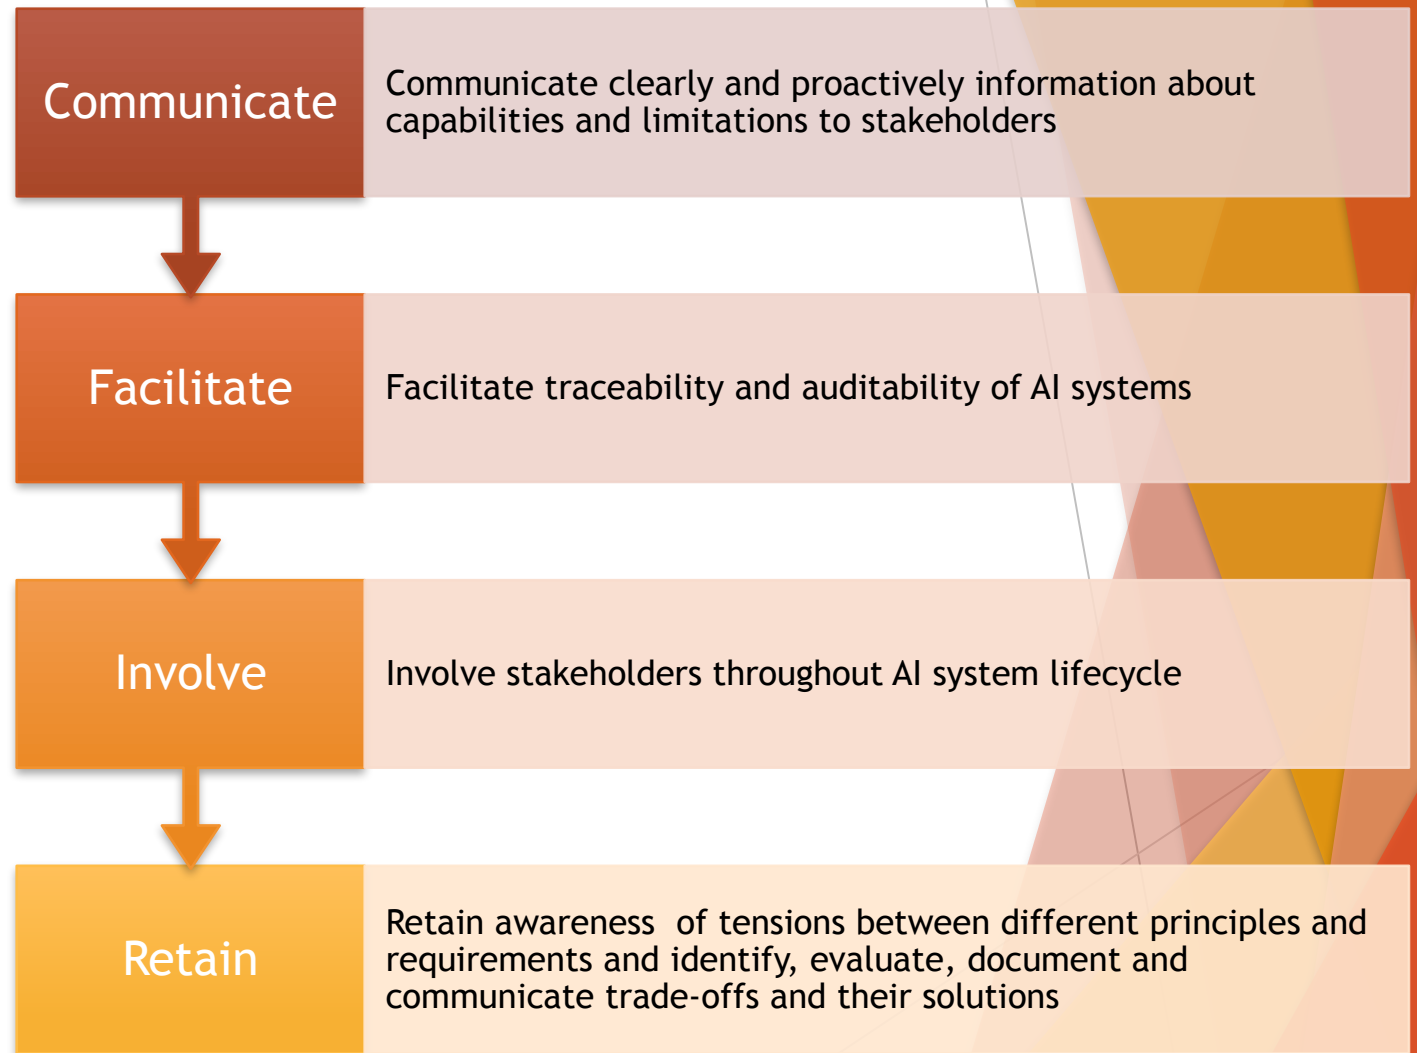 Communicate
Communicate clearly and proactively information about
capabilities and limitations to stakeholders
Facilitate
Facilitate traceability and auditability of AI systems
Involve
Involve stakeholders throughout AI system lifecycle
Retain
Retain awareness  of tensions between different principles and
requirements and identify, evaluate, document and
communicate trade-offs and their solutions